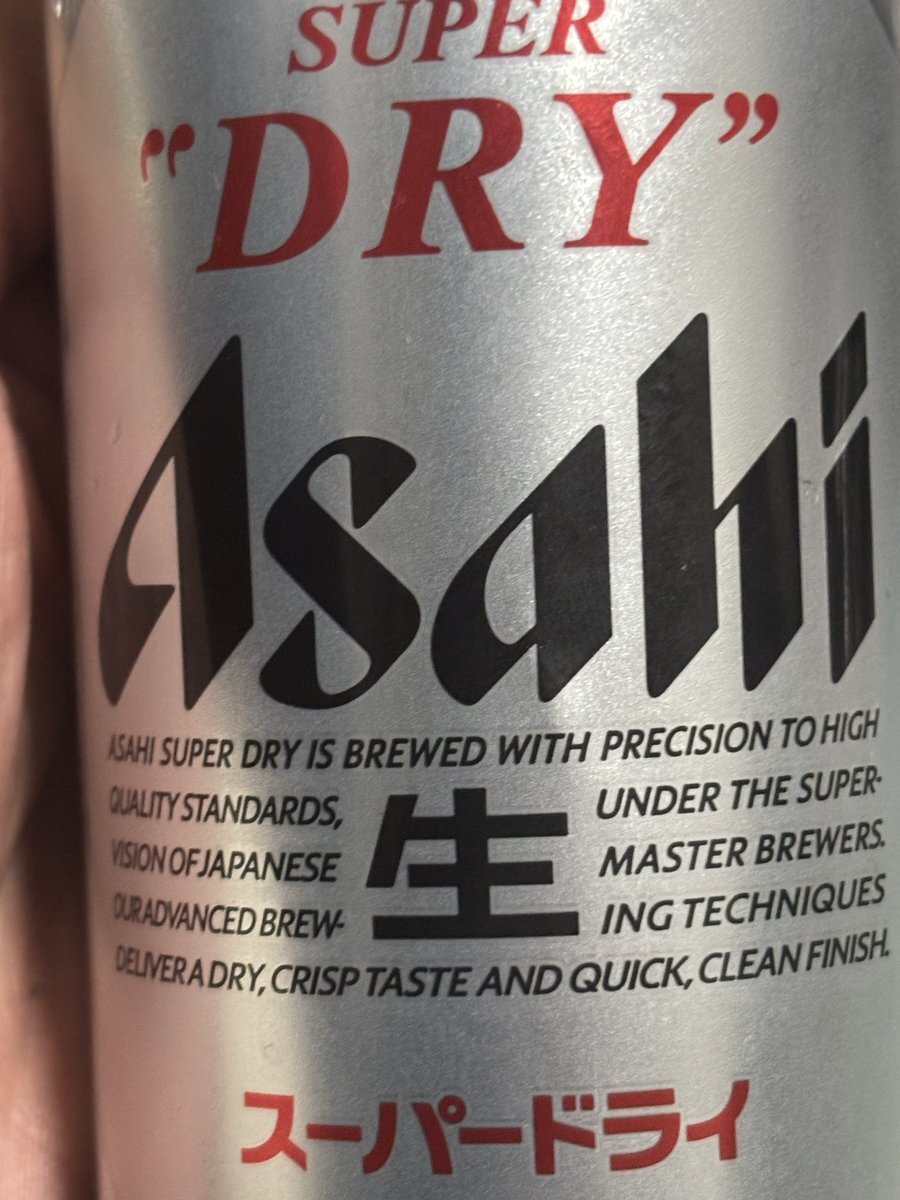 SUPER
"DRY"
Asahi
ASAHI SUPER DRY IS BREWED WITH PRECISION TO HIGH
QUALITY STANDARDS, UNDER THE SUPER-
VISION OF JAPANESE 生 MASTER BREWERS.
OUR ADVANCED BREW- ING TECHNIQUES
DELIVER A DRY, CRISP TASTE AND QUICK, CLEAN FINISH.
スーパードライ